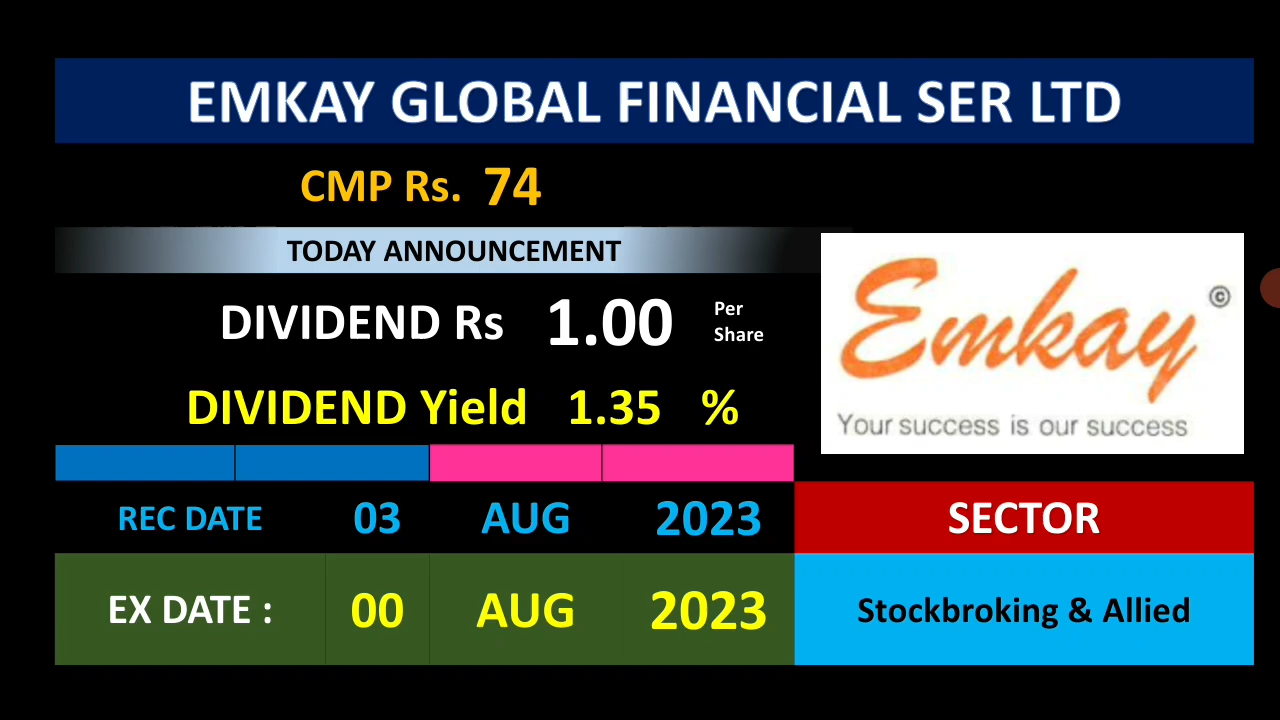 EMKAY GLOBAL FINANCIAL SER LTD
CMP Rs. 74
TODAY ANNOUNCEMENT
DIVIDEND Rs 1.00 Per Share
DIVIDEND Yield 1.35 %
Emkay ©
Your success is our success
REC DATE 03 AUG 2023
SECTOR
EX DATE : 00 AUG 2023
Stockbroking & Allied